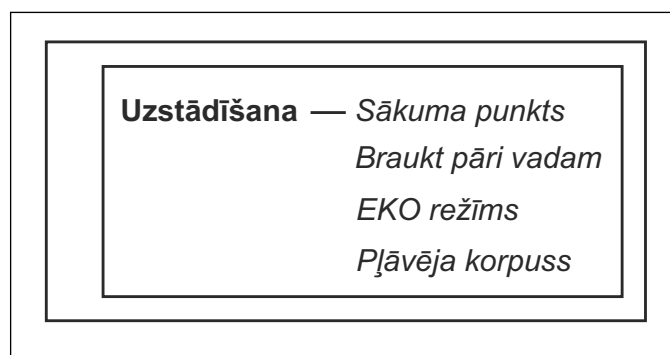 Uzstādīšana — Sākuma punkts
Braukt pāri vadam
EKO režīms
Pļāvēja korpuss